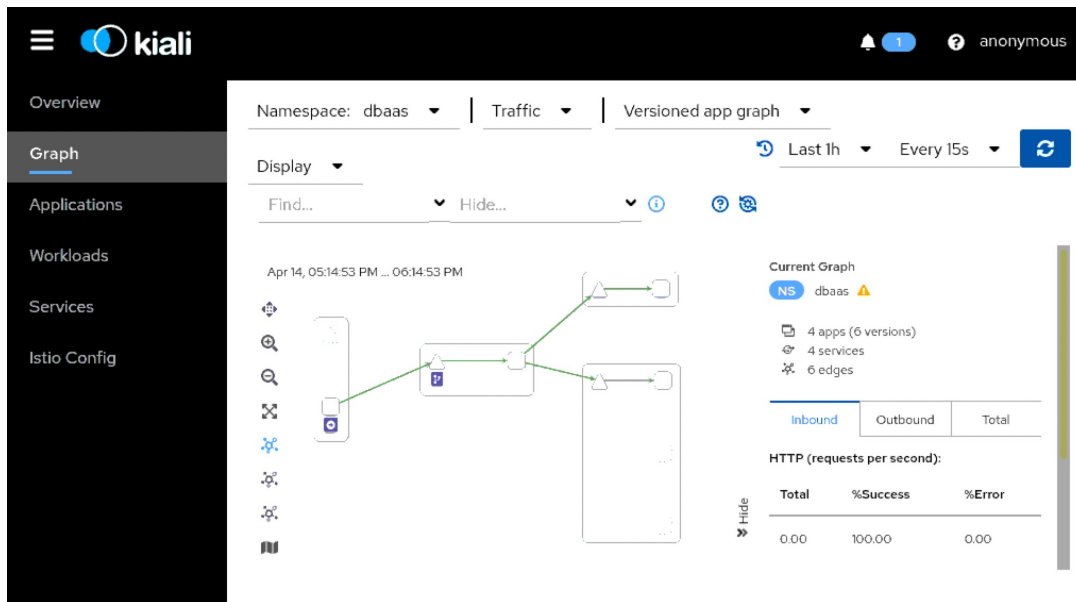 kiali
1
anonymous
Overview
Graph
Applications
Workloads
Services
Istio Config
Namespace: dbaas
Traffic
Versioned app graph
Last 1h
Every 15s
Display
Find...
Hide...
Apr 14, 05:14:53 PM ... 06:14:53 PM
Current Graph
NS dbaas
4 apps (6 versions)
4 services
6 edges
Inbound Outbound Total
HTTP (requests per second):
Total %Success %Error
0.00 100.00 0.00
Hide